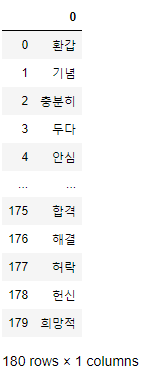 0
0 환갑
1 기념
2 충분히
3 두다
4 안심
... ...
175 합격
176 해결
177 허락
178 헌신
179 희망적
180 rows × 1 columns